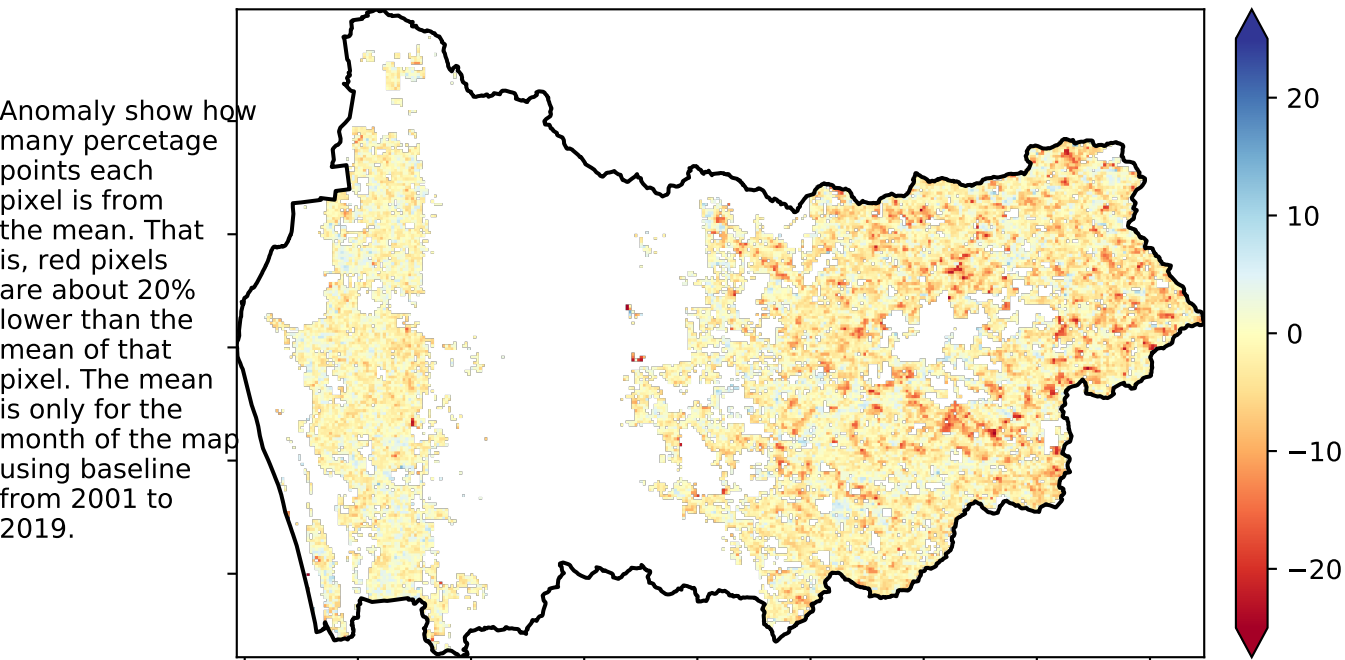 Anomaly show how
many percetage
points each
pixel is from
the mean. That
is, red pixels
are about 20%
lower than the
mean of that
pixel. The mean
is only for the
month of the map
using baseline
from 2001 to
2019.
20
10
0
−10
−20